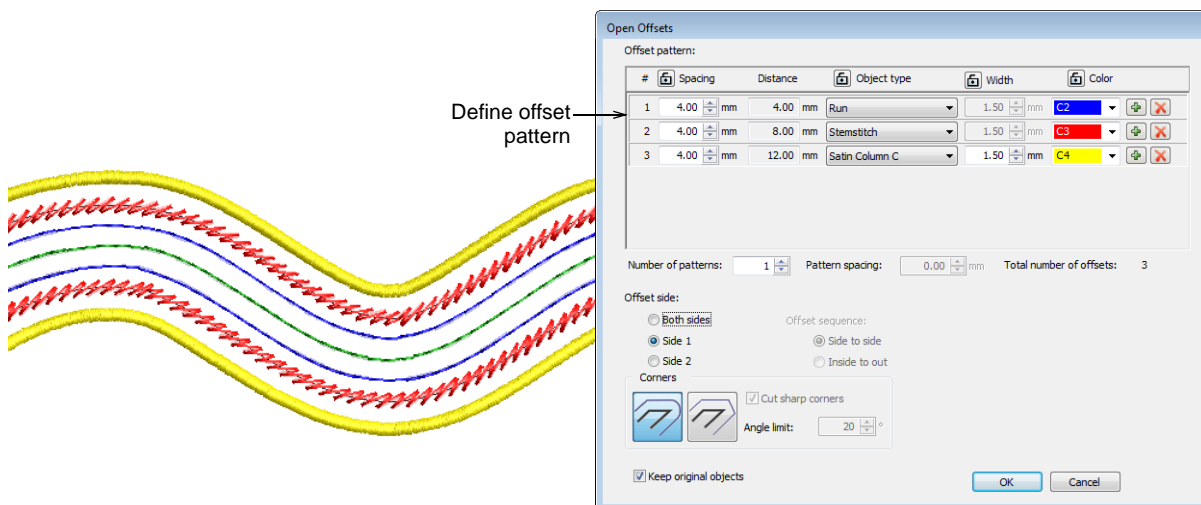 Open Offsets
Offset pattern:
# Spacing Distance Object type Width Color
1 4.00 mm 4.00 mm Run 1.50 mm C2
2 4.00 mm 8.00 mm Stemstitch 1.50 mm C3
3 4.00 mm 12.00 mm Satin Column C 1.50 mm C4
Define offset
pattern
Number of patterns: 1 Pattern spacing: 0.00 mm Total number of offsets: 3
Offset side:
Both sides Offset sequence:
Side 1 Side to side
Side 2 Inside to out
Corners
Cut sharp corners
Angle limit: 20 °
Keep original objects
OK Cancel